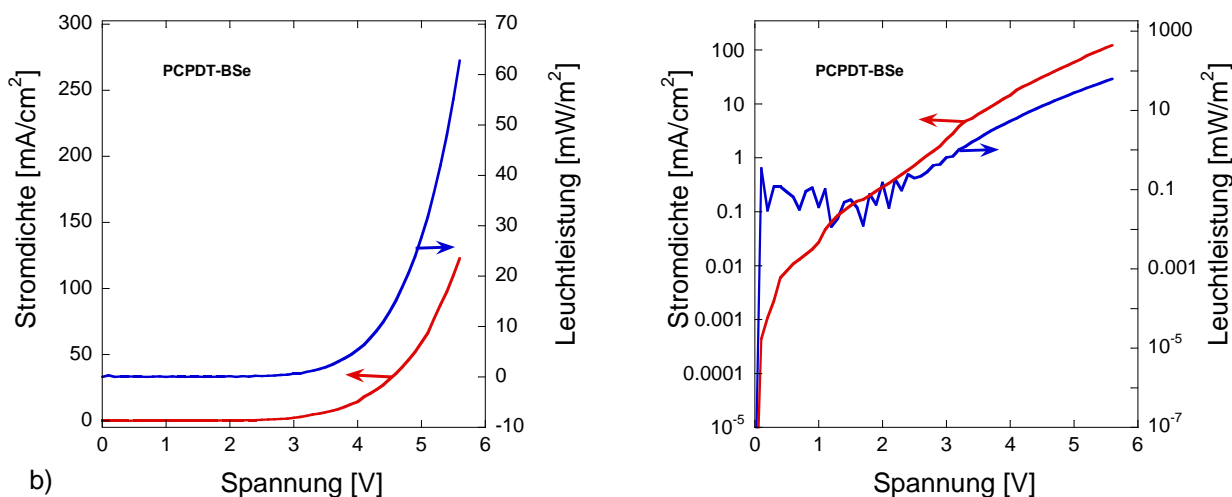 300
250
200
150
100
50
0
Stromdichte [mA/cm²]
PCPDT-BSe
70
60
50
40
30
20
10
0
-10
Leuchtleistung [mW/m²]
0 1 2 3 4 5 6
Spannung [V]
b)
100
10
1
0.1
0.01
0.001
0.0001
10⁻⁵
Stromdichte [mA/cm²]
PCPDT-BSe
1000
10
0.1
0.001
10⁻⁵
10⁻⁷
Leuchtleistung [mW/m²]
0 1 2 3 4 5 6
Spannung [V]